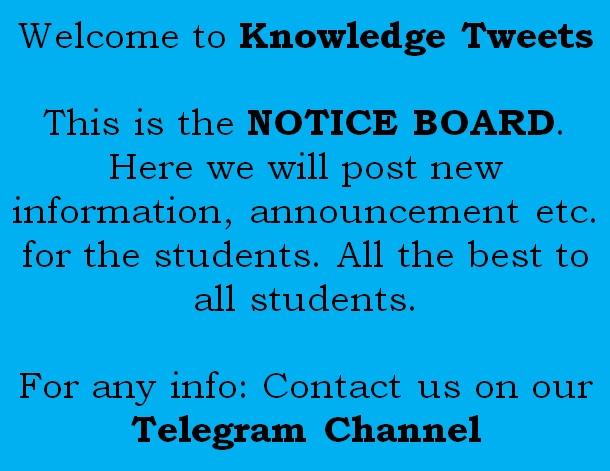 Welcome to Knowledge Tweets
This is the NOTICE BOARD.
Here we will post new
information, announcement etc.
for the students. All the best to
all students.
For any info: Contact us on our
Telegram Channel